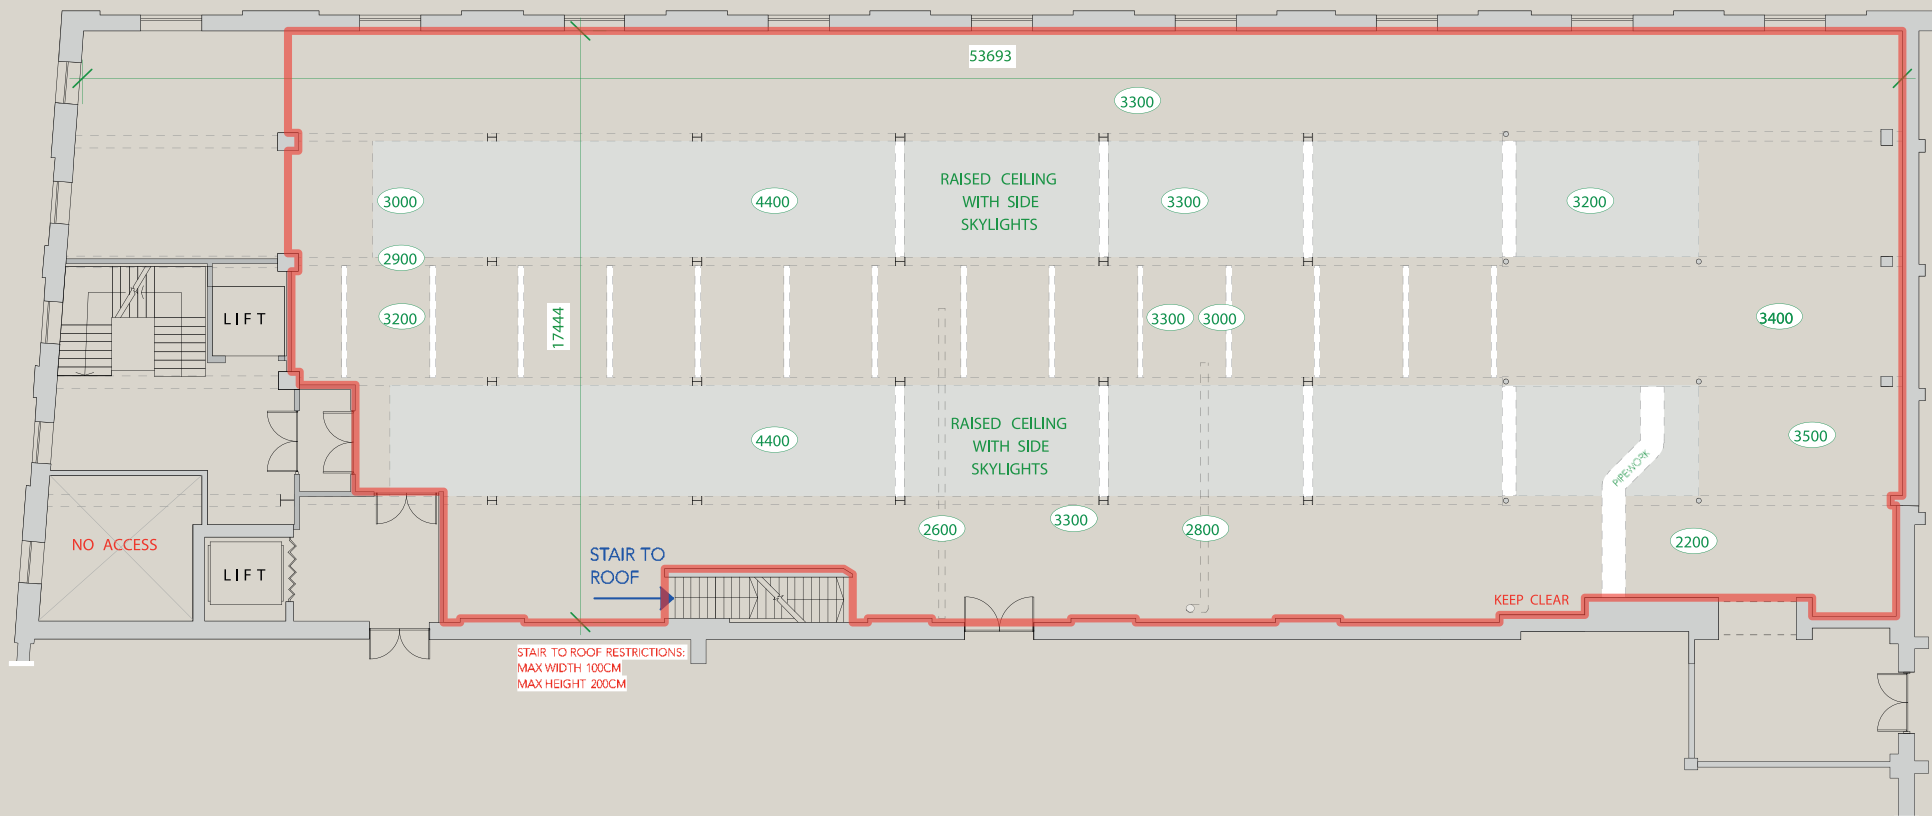 53693
3300
RAISED CEILING
WITH SIDE
SKYLIGHTS
3000
4400
3300
3200
2900
LIFT
3200
17444
3300
3000
3400
RAISED CEILING
WITH SIDE
SKYLIGHTS
4400
3500
PIPEWORK
NO ACCESS
LIFT
STAIR TO
ROOF
2600
3300
2800
2200
KEEP CLEAR
STAIR TO ROOF RESTRICTIONS:
MAX WIDTH 100CM
MAX HEIGHT 200CM